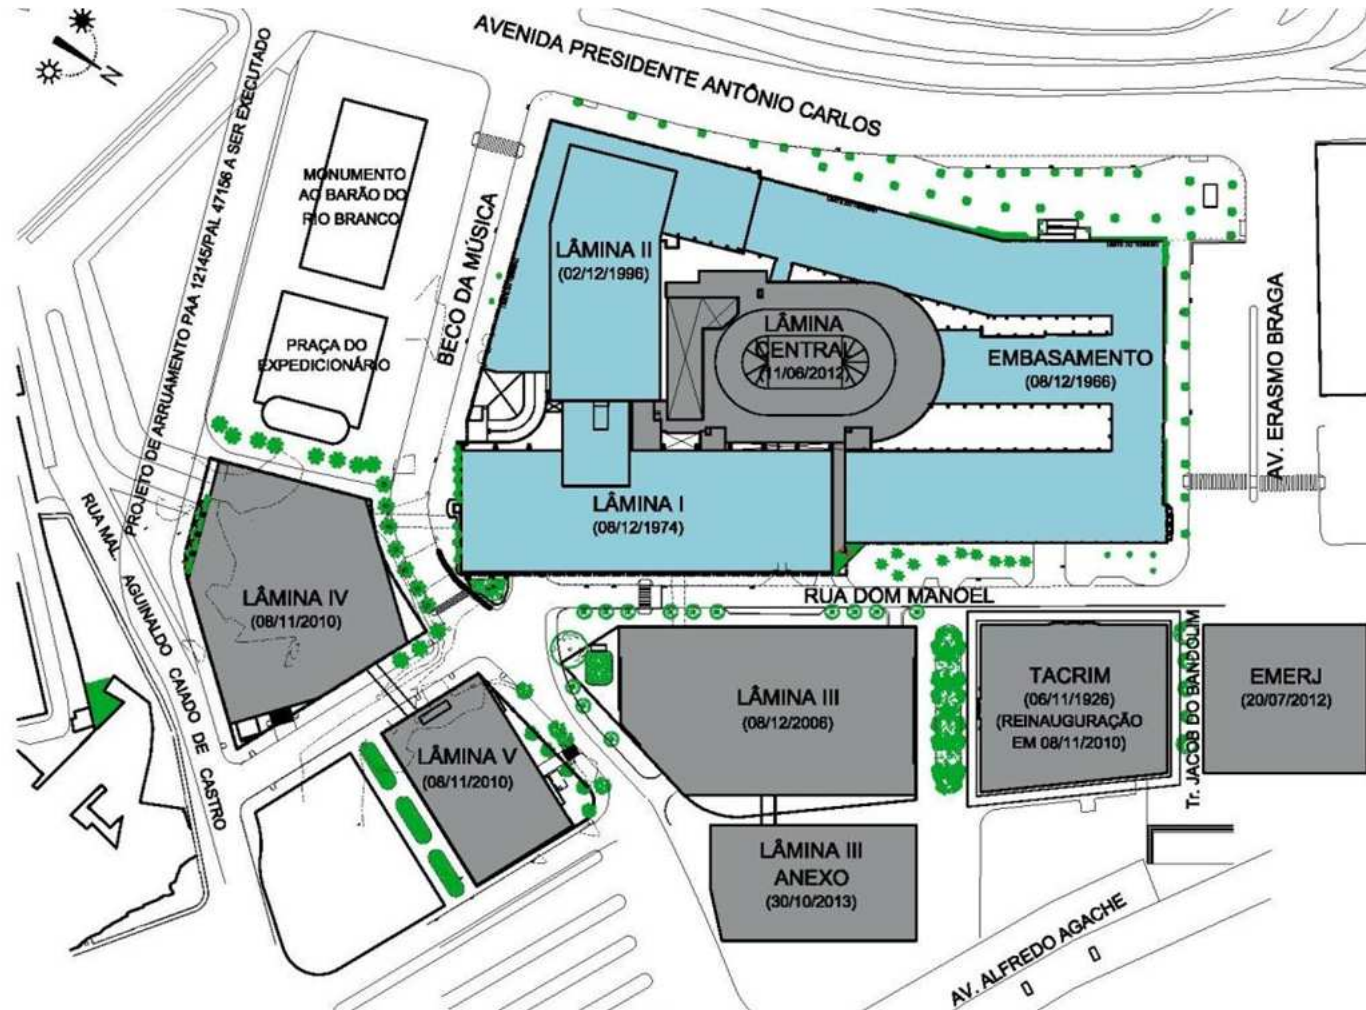 N
AVENIDA PRESIDENTE ANTÔNIO CARLOS
PROJETO DE ARRUAMENTO PAA 12145/PAL 47156 A SER EXECUTADO
MONUMENTO
AO BARÃO DO
RIO BRANCO
BECO DA MÚSICA
PRAÇA DO
EXPEDICIONÁRIO
LÂMINA II
(02/12/1996)
LÂMINA
CENTRAL
(11/06/2012)
EMBASAMENTO
(08/12/1966)
AV. ERASMO BRAGA
LÂMINA I
(08/12/1974)
RUA MAL. AGUINALDO CAIADO DE CASTRO
LÂMINA IV
(08/11/2010)
RUA DOM MANOEL
LÂMINA V
(08/11/2010)
LÂMINA III
(08/12/2006)
TACRIM
(06/11/1926)
(REINAUGURAÇÃO
EM 08/11/2010)
Tr. JACOB DO BANDOLIM
EMERJ
(20/07/2012)
LÂMINA III
ANEXO
(30/10/2013)
AV. ALFREDO AGACHE